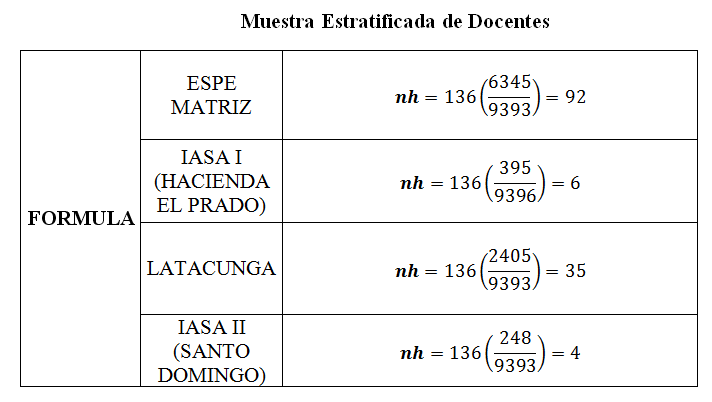 Muestra Estratificada de Docentes
FORMULA
ESPE
MATRIZ
nh = 136(6345/9393) = 92
IASA I
(HACIENDA
EL PRADO)
nh = 136(395/9396) = 6
LATACUNGA
nh = 136(2405/9393) = 35
IASA II
(SANTO
DOMINGO)
nh = 136(248/9393) = 4